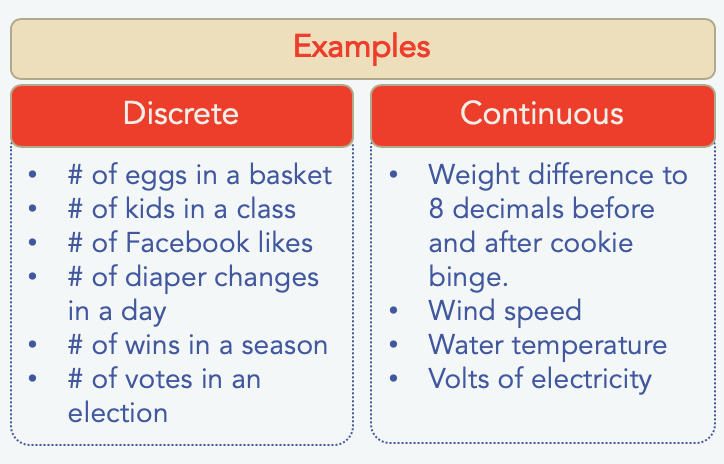 Examples
Discrete
• # of eggs in a basket
• # of kids in a class
• # of Facebook likes
• # of diaper changes
in a day
• # of wins in a season
• # of votes in an
election
Continuous
• Weight difference to
8 decimals before
and after cookie
binge.
• Wind speed
• Water temperature
• Volts of electricity